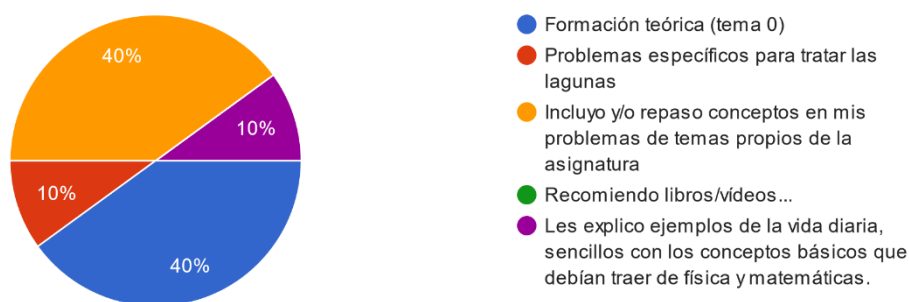 40%
10%
10%
40%
Formación teórica (tema 0)
Problemas específicos para tratar las
lagunas
Incluyo y/o repaso conceptos en mis
problemas de temas propios de la
asignatura
Recomiendo libros/vídeos...
Les explico ejemplos de la vida diaria,
sencillos con los conceptos básicos que
debían traer de física y matemáticas.